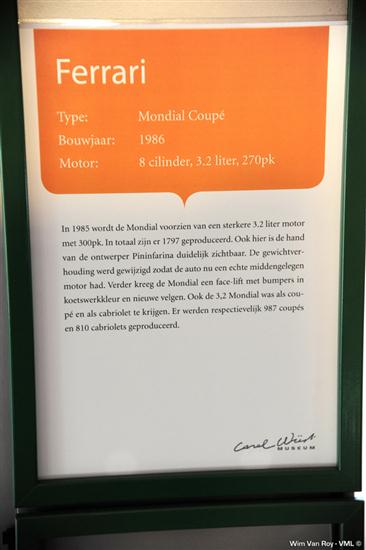 Ferrari
Type: Mondial Coupé
Bouwjaar: 1986
Motor: 8 cilinder, 3.2 liter, 270pk
In 1985 wordt de Mondial voorzien van een sterkere 3.2 liter motor
met 300pk. In totaal zijn er 1797 geproduceerd. Ook hier is de hand
van de ontwerper Pininfarina duidelijk zichtbaar. De gewichtver-
houding werd gewijzigd zodat de auto nu een echte middengelegen
motor had. Verder kreeg de Mondial een face-lift met bumpers in
koetswerkkleur en nieuwe velgen. Ook de 3,2 Mondial was als cou-
pé en als cabriolet te krijgen. Er werden respectievelijk 987 coupés
en 810 cabriolets geproduceerd.
MUSEUM
Wim Van Roy - VML ©